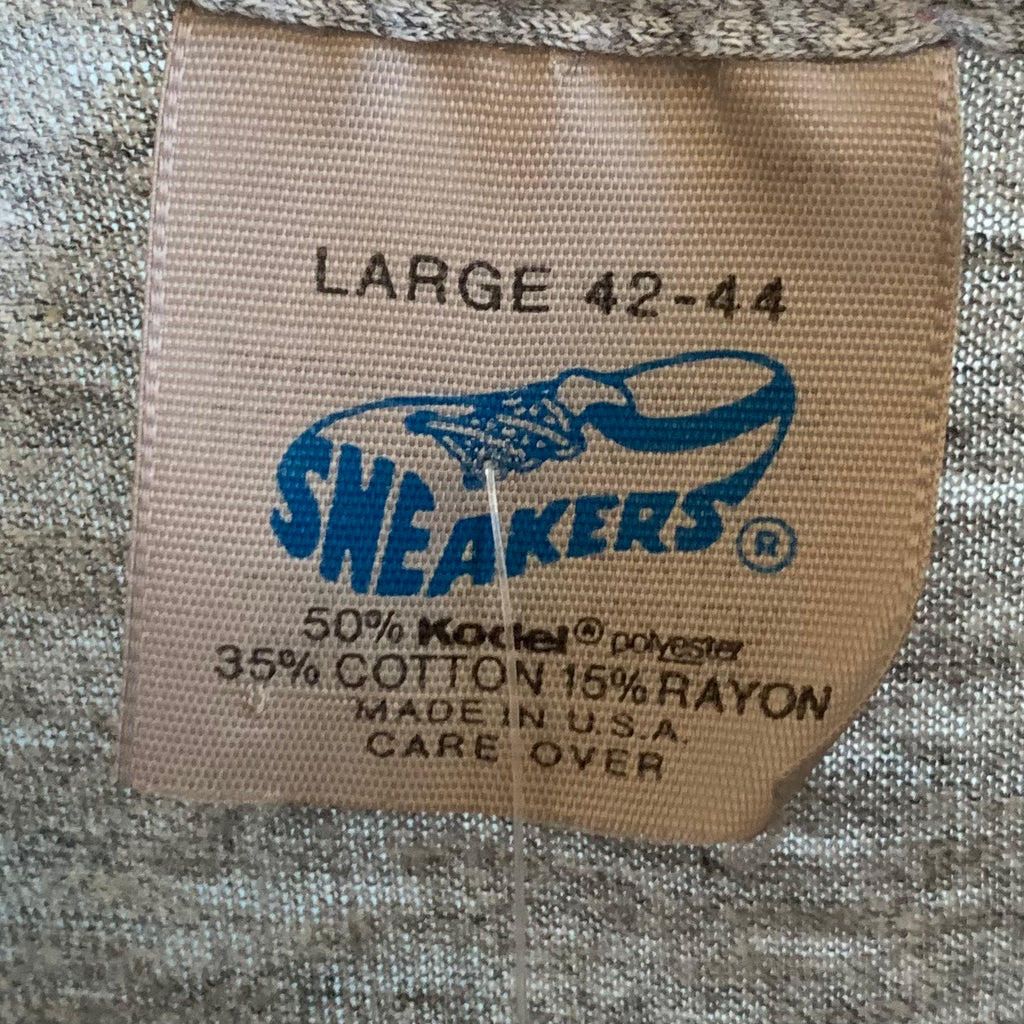 LARGE 42-44
SNEAKERS®
50% Kodel® polyester
35% COTTON 15% RAYON
MADE IN U.S.A.
CARE OVER